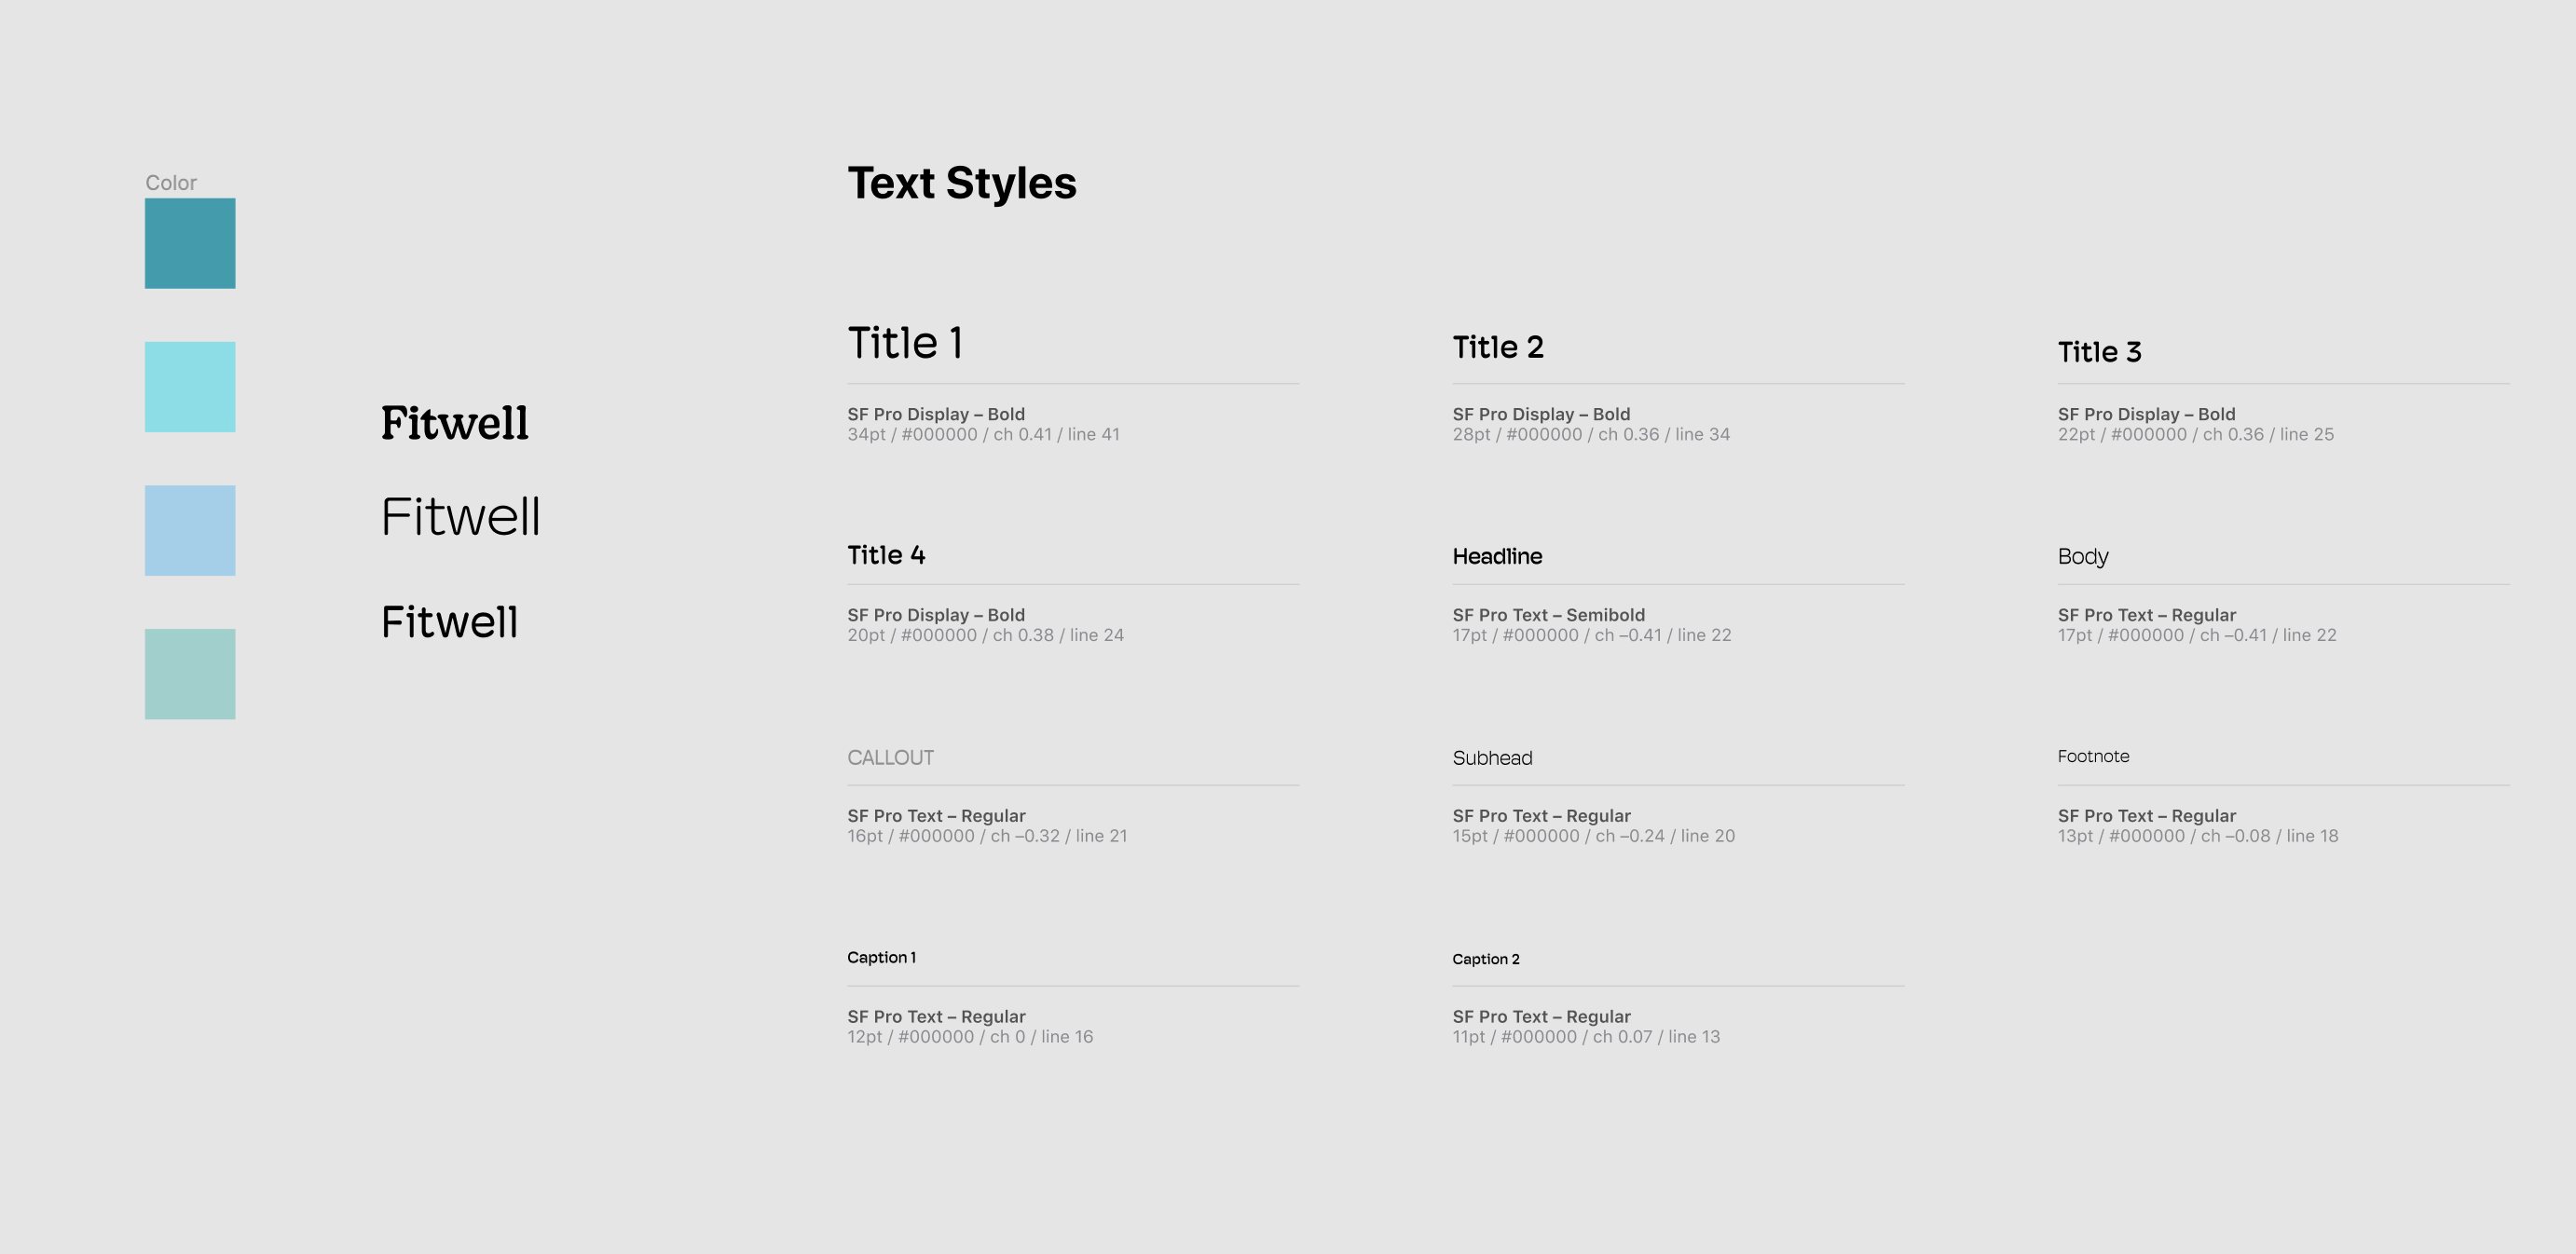 Color
Fitwell
Fitwell
Fitwell
Text Styles
Title 1
SF Pro Display – Bold
34pt / #000000 / ch 0.41 / line 41
Title 2
SF Pro Display – Bold
28pt / #000000 / ch 0.36 / line 34
Title 3
SF Pro Display – Bold
22pt / #000000 / ch 0.36 / line 25
Title 4
SF Pro Display – Bold
20pt / #000000 / ch 0.38 / line 24
Headline
SF Pro Text – Semibold
17pt / #000000 / ch –0.41 / line 22
Body
SF Pro Text – Regular
17pt / #000000 / ch –0.41 / line 22
CALLOUT
SF Pro Text – Regular
16pt / #000000 / ch –0.32 / line 21
Subhead
SF Pro Text – Regular
15pt / #000000 / ch –0.24 / line 20
Footnote
SF Pro Text – Regular
13pt / #000000 / ch –0.08 / line 18
Caption 1
SF Pro Text – Regular
12pt / #000000 / ch 0 / line 16
Caption 2
SF Pro Text – Regular
11pt / #000000 / ch 0.07 / line 13